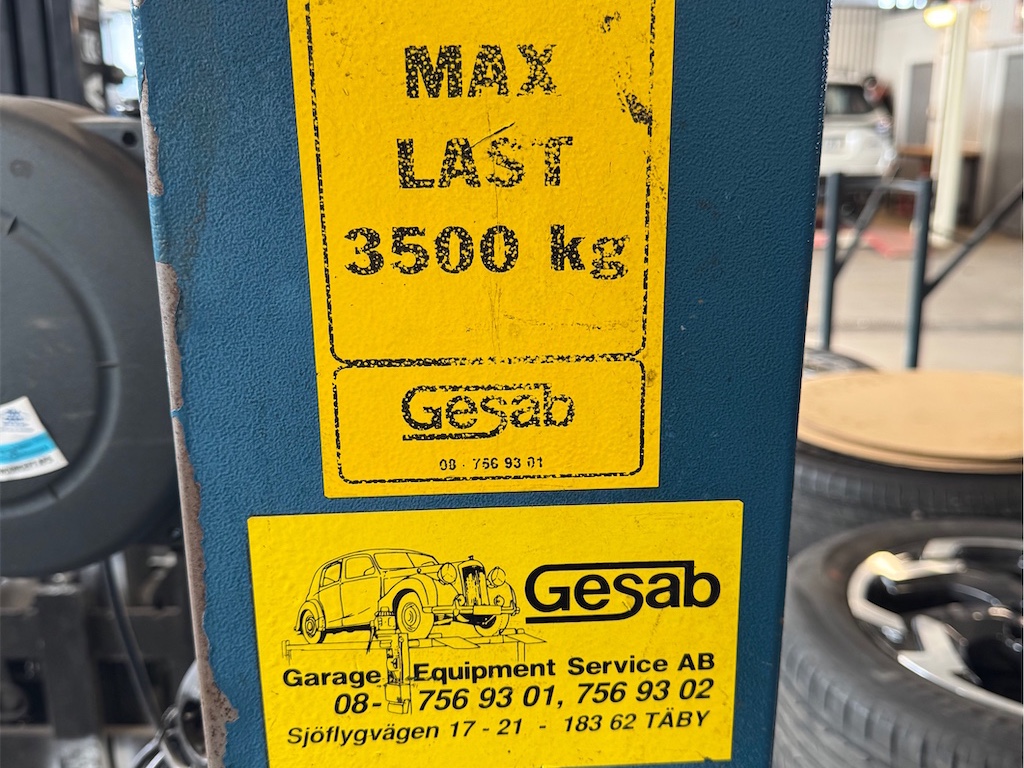 MAX
LAST
3500 kg
Gesab
08 - 756 93 01
Gesab
Garage Equipment Service AB
08- 756 93 01, 756 93 02
Sjöflygvägen 17 - 21 - 183 62 TÄBY